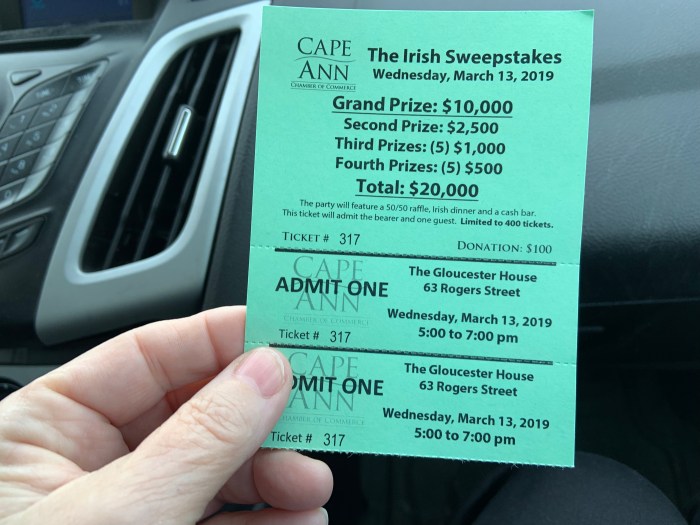 CAPE
ANN
CHAMBER OF COMMERCE
The Irish Sweepstakes
Wednesday, March 13, 2019
Grand Prize: $10,000
Second Prize: $2,500
Third Prizes: (5) $1,000
Fourth Prizes: (5) $500
Total: $20,000
The party will feature a 50/50 raffle, Irish dinner and a cash bar.
This ticket will admit the bearer and one guest. Limited to 400 tickets.
TICKET # 317
DONATION: $100
CAPE
ANN
CHAMBER OF COMMERCE
ADMIT ONE
Ticket # 317
The Gloucester House
63 Rogers Street
Wednesday, March 13, 2019
5:00 to 7:00 pm
CAPE
ANN
CHAMBER OF COMMERCE
DMIT ONE
Ticket # 317
The Gloucester House
63 Rogers Street
Wednesday, March 13, 2019
5:00 to 7:00 pm